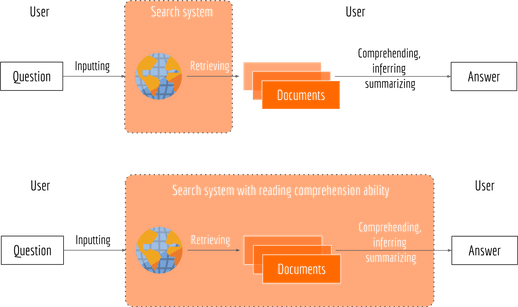 User
Search system
User
Question
Inputting
Retrieving
Documents
Comprehending,
inferring
summarizing
Answer
User
Search system with reading comprehension ability
User
Question
Inputting
Retrieving
Documents
Comprehending,
inferring
summarizing
Answer